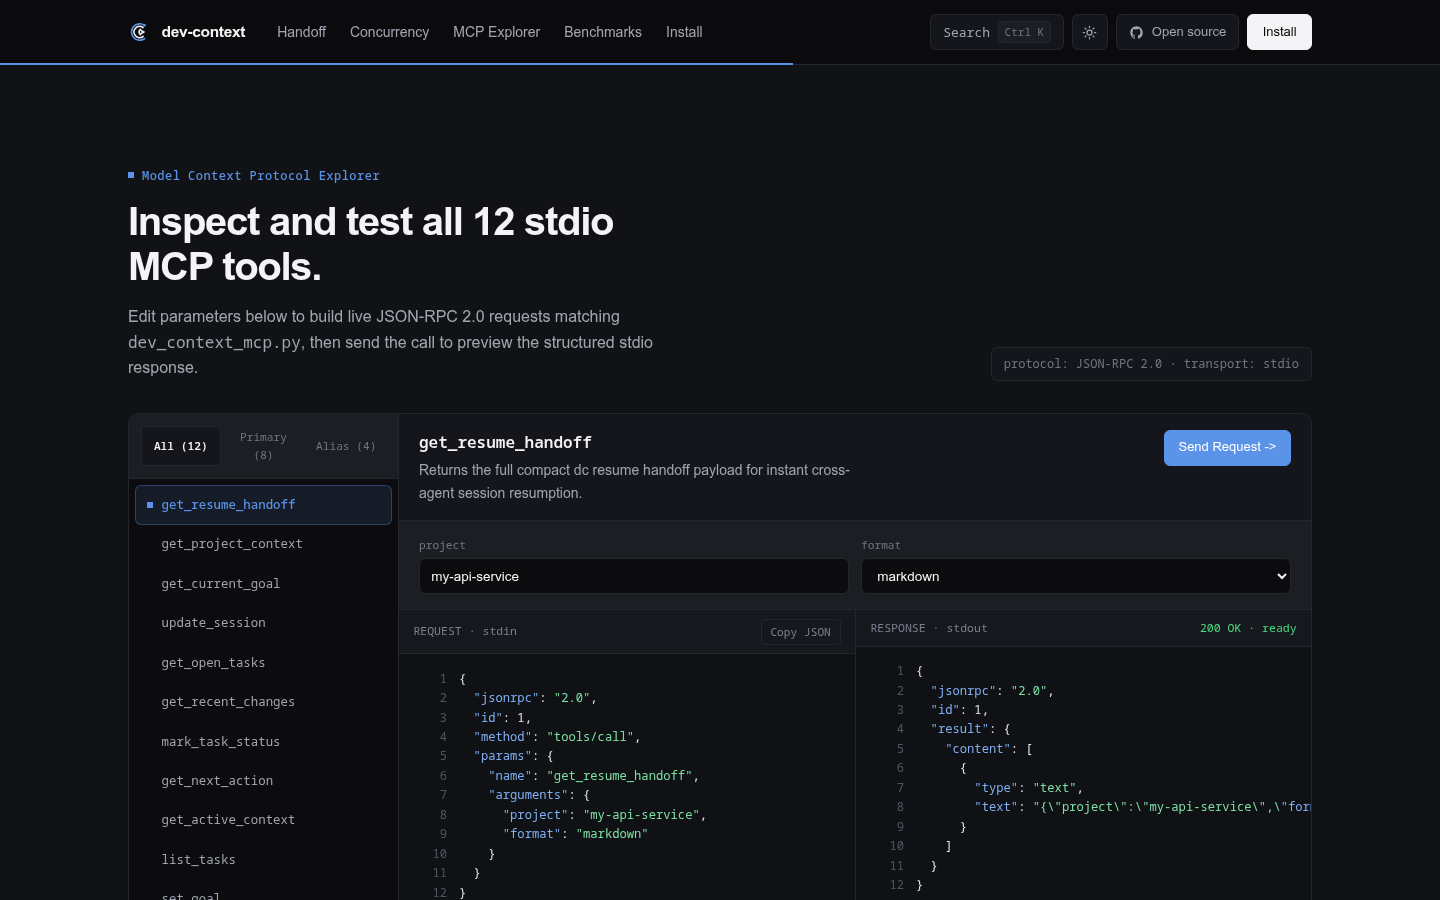 dev-context
Handoff
Concurrency
MCP Explorer
Benchmarks
Install
Search Ctrl K
Open source
Install
Model Context Protocol Explorer
Inspect and test all 12 stdio
MCP tools.
Edit parameters below to build live JSON-RPC 2.0 requests matching
dev_context_mcp.py, then send the call to preview the structured stdio
response.
protocol: JSON-RPC 2.0 · transport: stdio
All (12)
Primary
(8)
Alias (4)
get_resume_handoff
get_project_context
get_current_goal
update_session
get_open_tasks
get_recent_changes
mark_task_status
get_next_action
get_active_context
list_tasks
set_goal
get_resume_handoff
Returns the full compact dc resume handoff payload for instant cross-
agent session resumption.
Send Request ->
project
my-api-service
format
markdown
REQUEST · stdin
Copy JSON
1 {
2 "jsonrpc": "2.0",
3 "id": 1,
4 "method": "tools/call",
5 "params": {
6 "name": "get_resume_handoff",
7 "arguments": {
8 "project": "my-api-service",
9 "format": "markdown"
10 }
11 }
12 }
RESPONSE · stdout
200 OK · ready
1 {
2 "jsonrpc": "2.0",
3 "id": 1,
4 "result": {
5 "content": [
6 {
7 "type": "text",
8 "text": "{\"project\":\"my-api-service\",\"for
9 }
10 ]
11 }
12 }